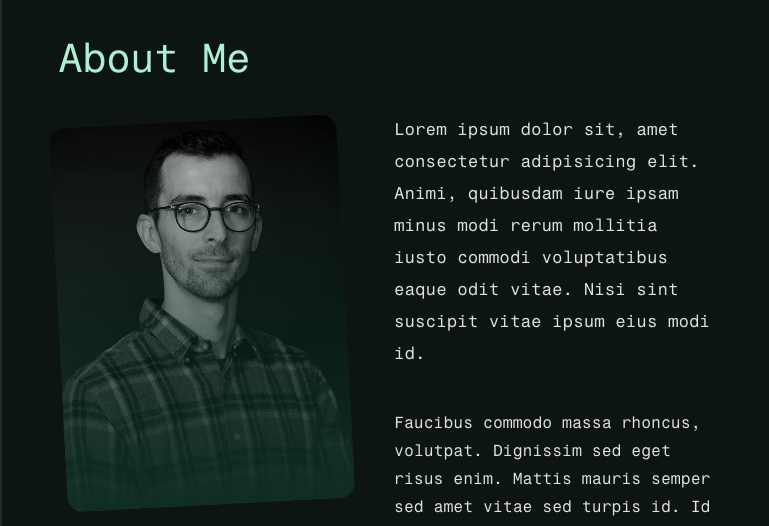 About Me
Lorem ipsum dolor sit, amet
consectetur adipisicing elit.
Animi, quibusdam iure ipsam
minus modi rerum mollitia
iusto commodi voluptatibus
eaque odit vitae. Nisi sint
suscipit vitae ipsum eius modi
id.
Faucibus commodo massa rhoncus,
volutpat. Dignissim sed eget
risus enim. Mattis mauris semper
sed amet vitae sed turpis id. Id